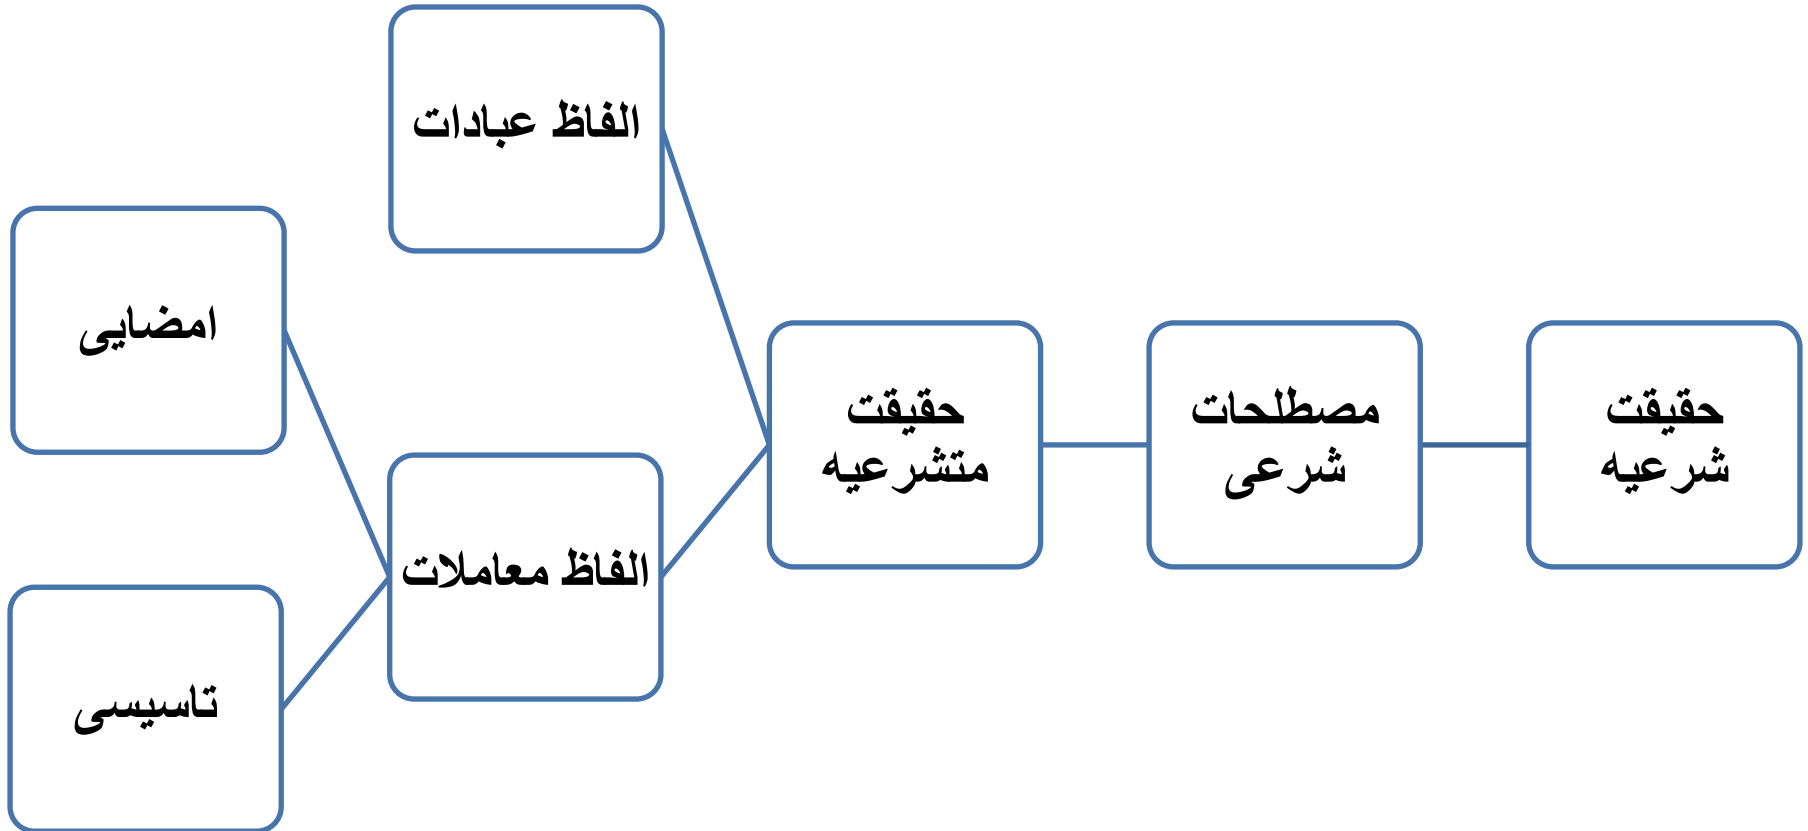 حقیقت
شرعیه
مصطلحات
شرعی
حقیقت
متشرعیه
الفاظ عبادات
الفاظ معاملات
امضایی
تاسیسی